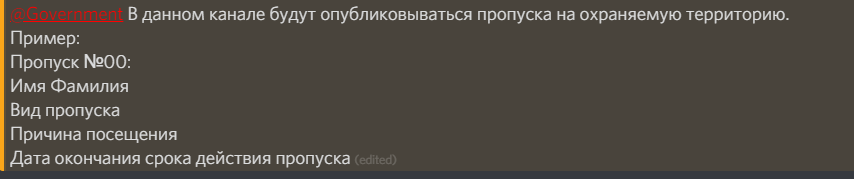 @Government В данном канале будут опубликовываться пропуска на охраняемую территорию.
Пример:
Пропуск №00:
Имя Фамилия
Вид пропуска
Причина посещения
Дата окончания срока действия пропуска (edited)